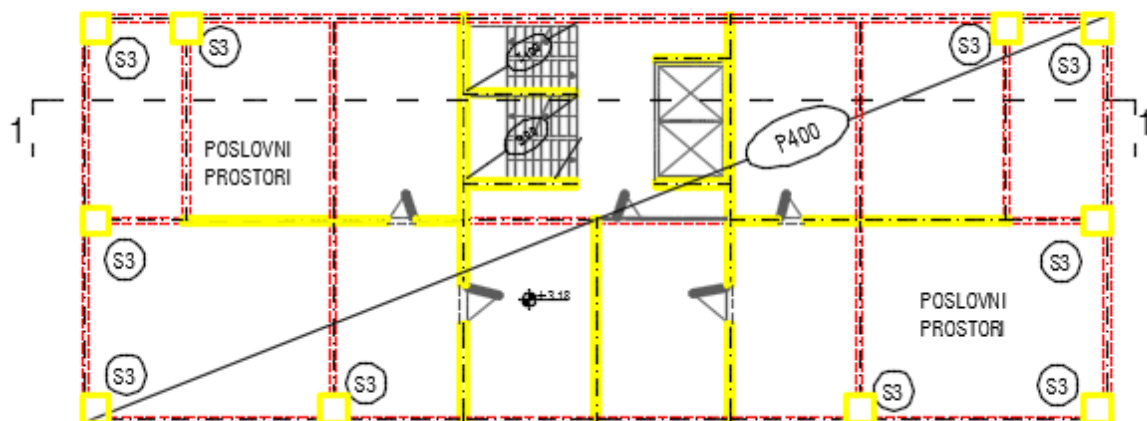 S3
S3
S3
S3
1
1
P400
POSLOVNI
PROSTORI
S3
S3
+3.18
POSLOVNI
PROSTORI
S3
S3
S3
S3